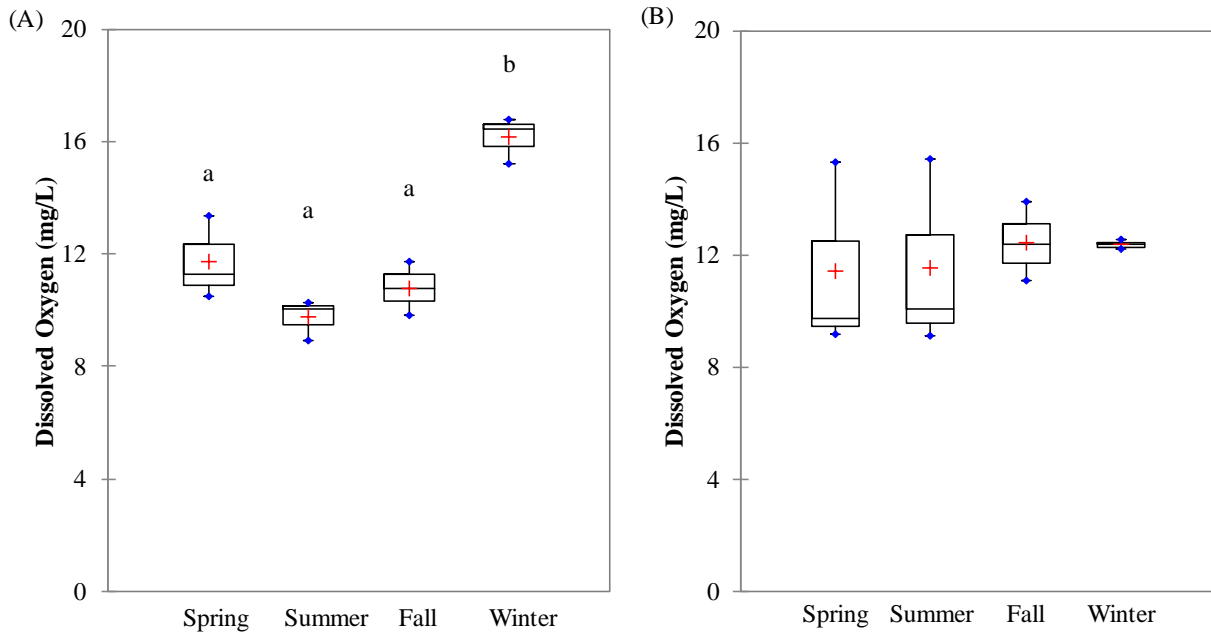 (A)
Dissolved Oxygen (mg/L)
20
16
12
8
4
0
a
a
a
b
Spring Summer Fall Winter
(B)
Dissolved Oxygen (mg/L)
20
16
12
8
4
0
Spring Summer Fall Winter